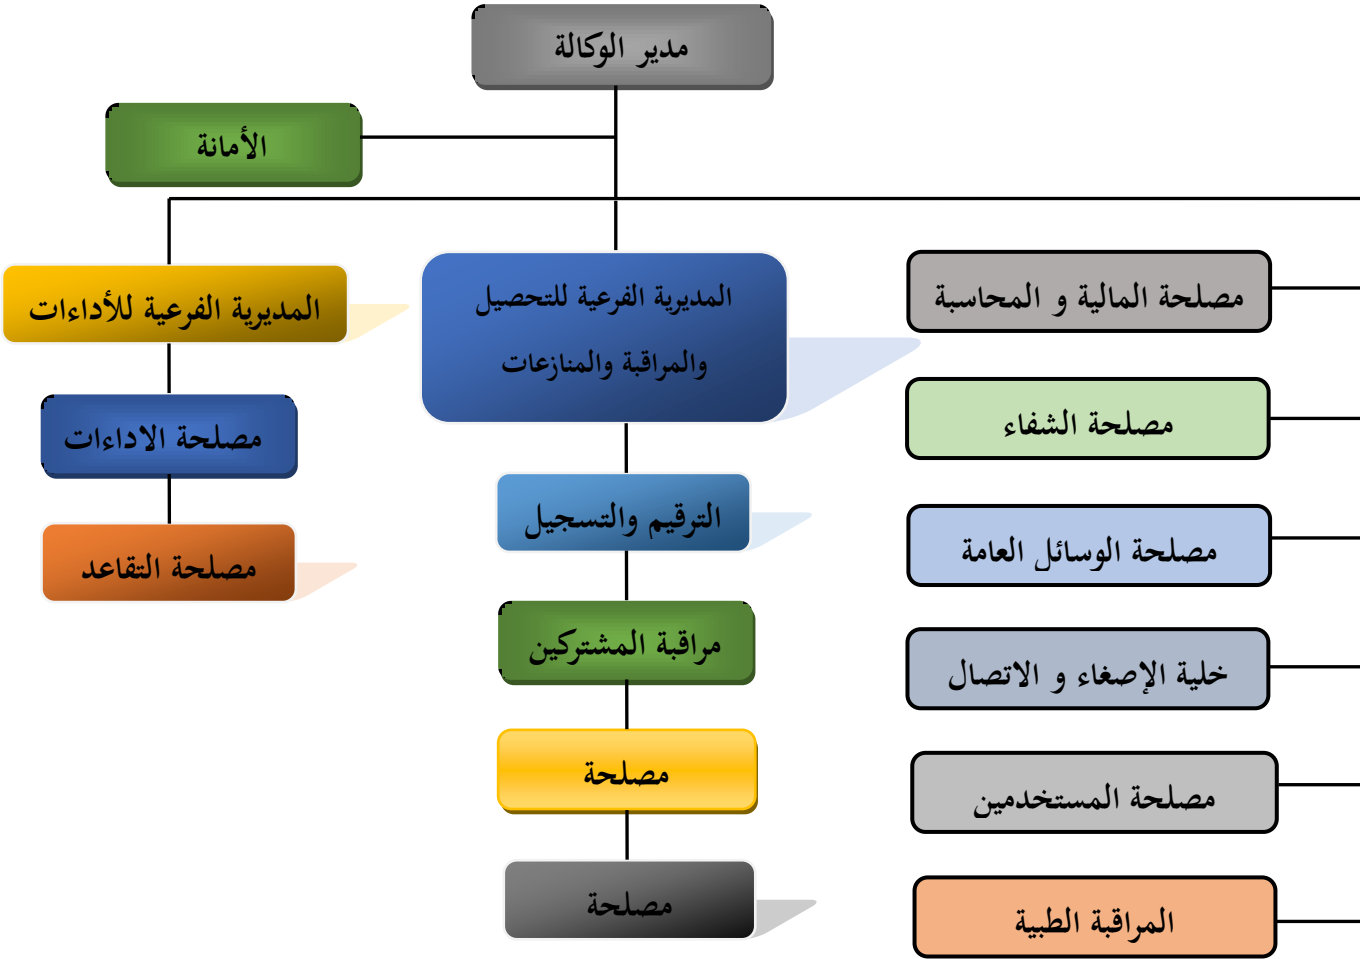 مدير الوكالة
الأمانة
المديرية الفرعية للأداءات
المديرية الفرعية للتحصيل
والمراقبة والمنازعات
مصلحة المالية و المحاسبة
مصلحة الاداءات
مصلحة الشفاء
الترقيم والتسجيل
مصلحة الوسائل العامة
مصلحة التقاعد
مراقبة المشتركين
خلية الإصغاء و الاتصال
مصلحة
مصلحة المستخدمين
مصلحة
المراقبة الطبية